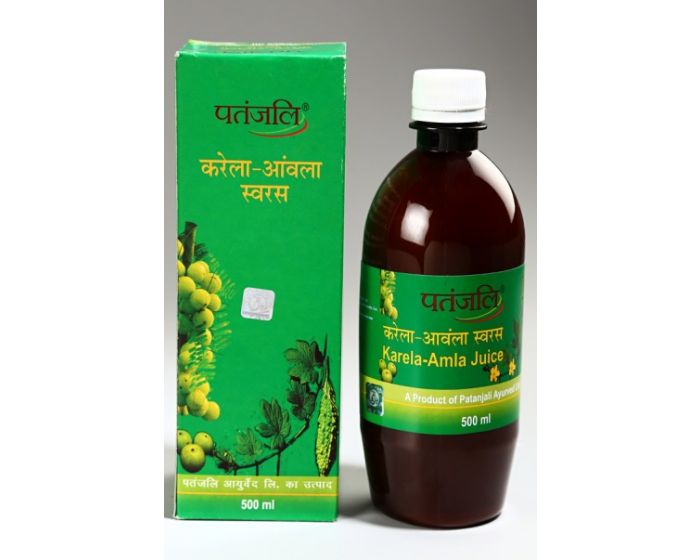 पतंजलि®
करेला-आंवला
स्वरस
पतंजलि आयुर्वेद लि. का उत्पाद
500 ml
पतंजलि
करेला-आवंला स्वरस
Karela-Amla Juice
A Product of Patanjali Ayurved
500 ml